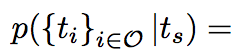 p({t_i}_{i∈𝒪} | t_s) =